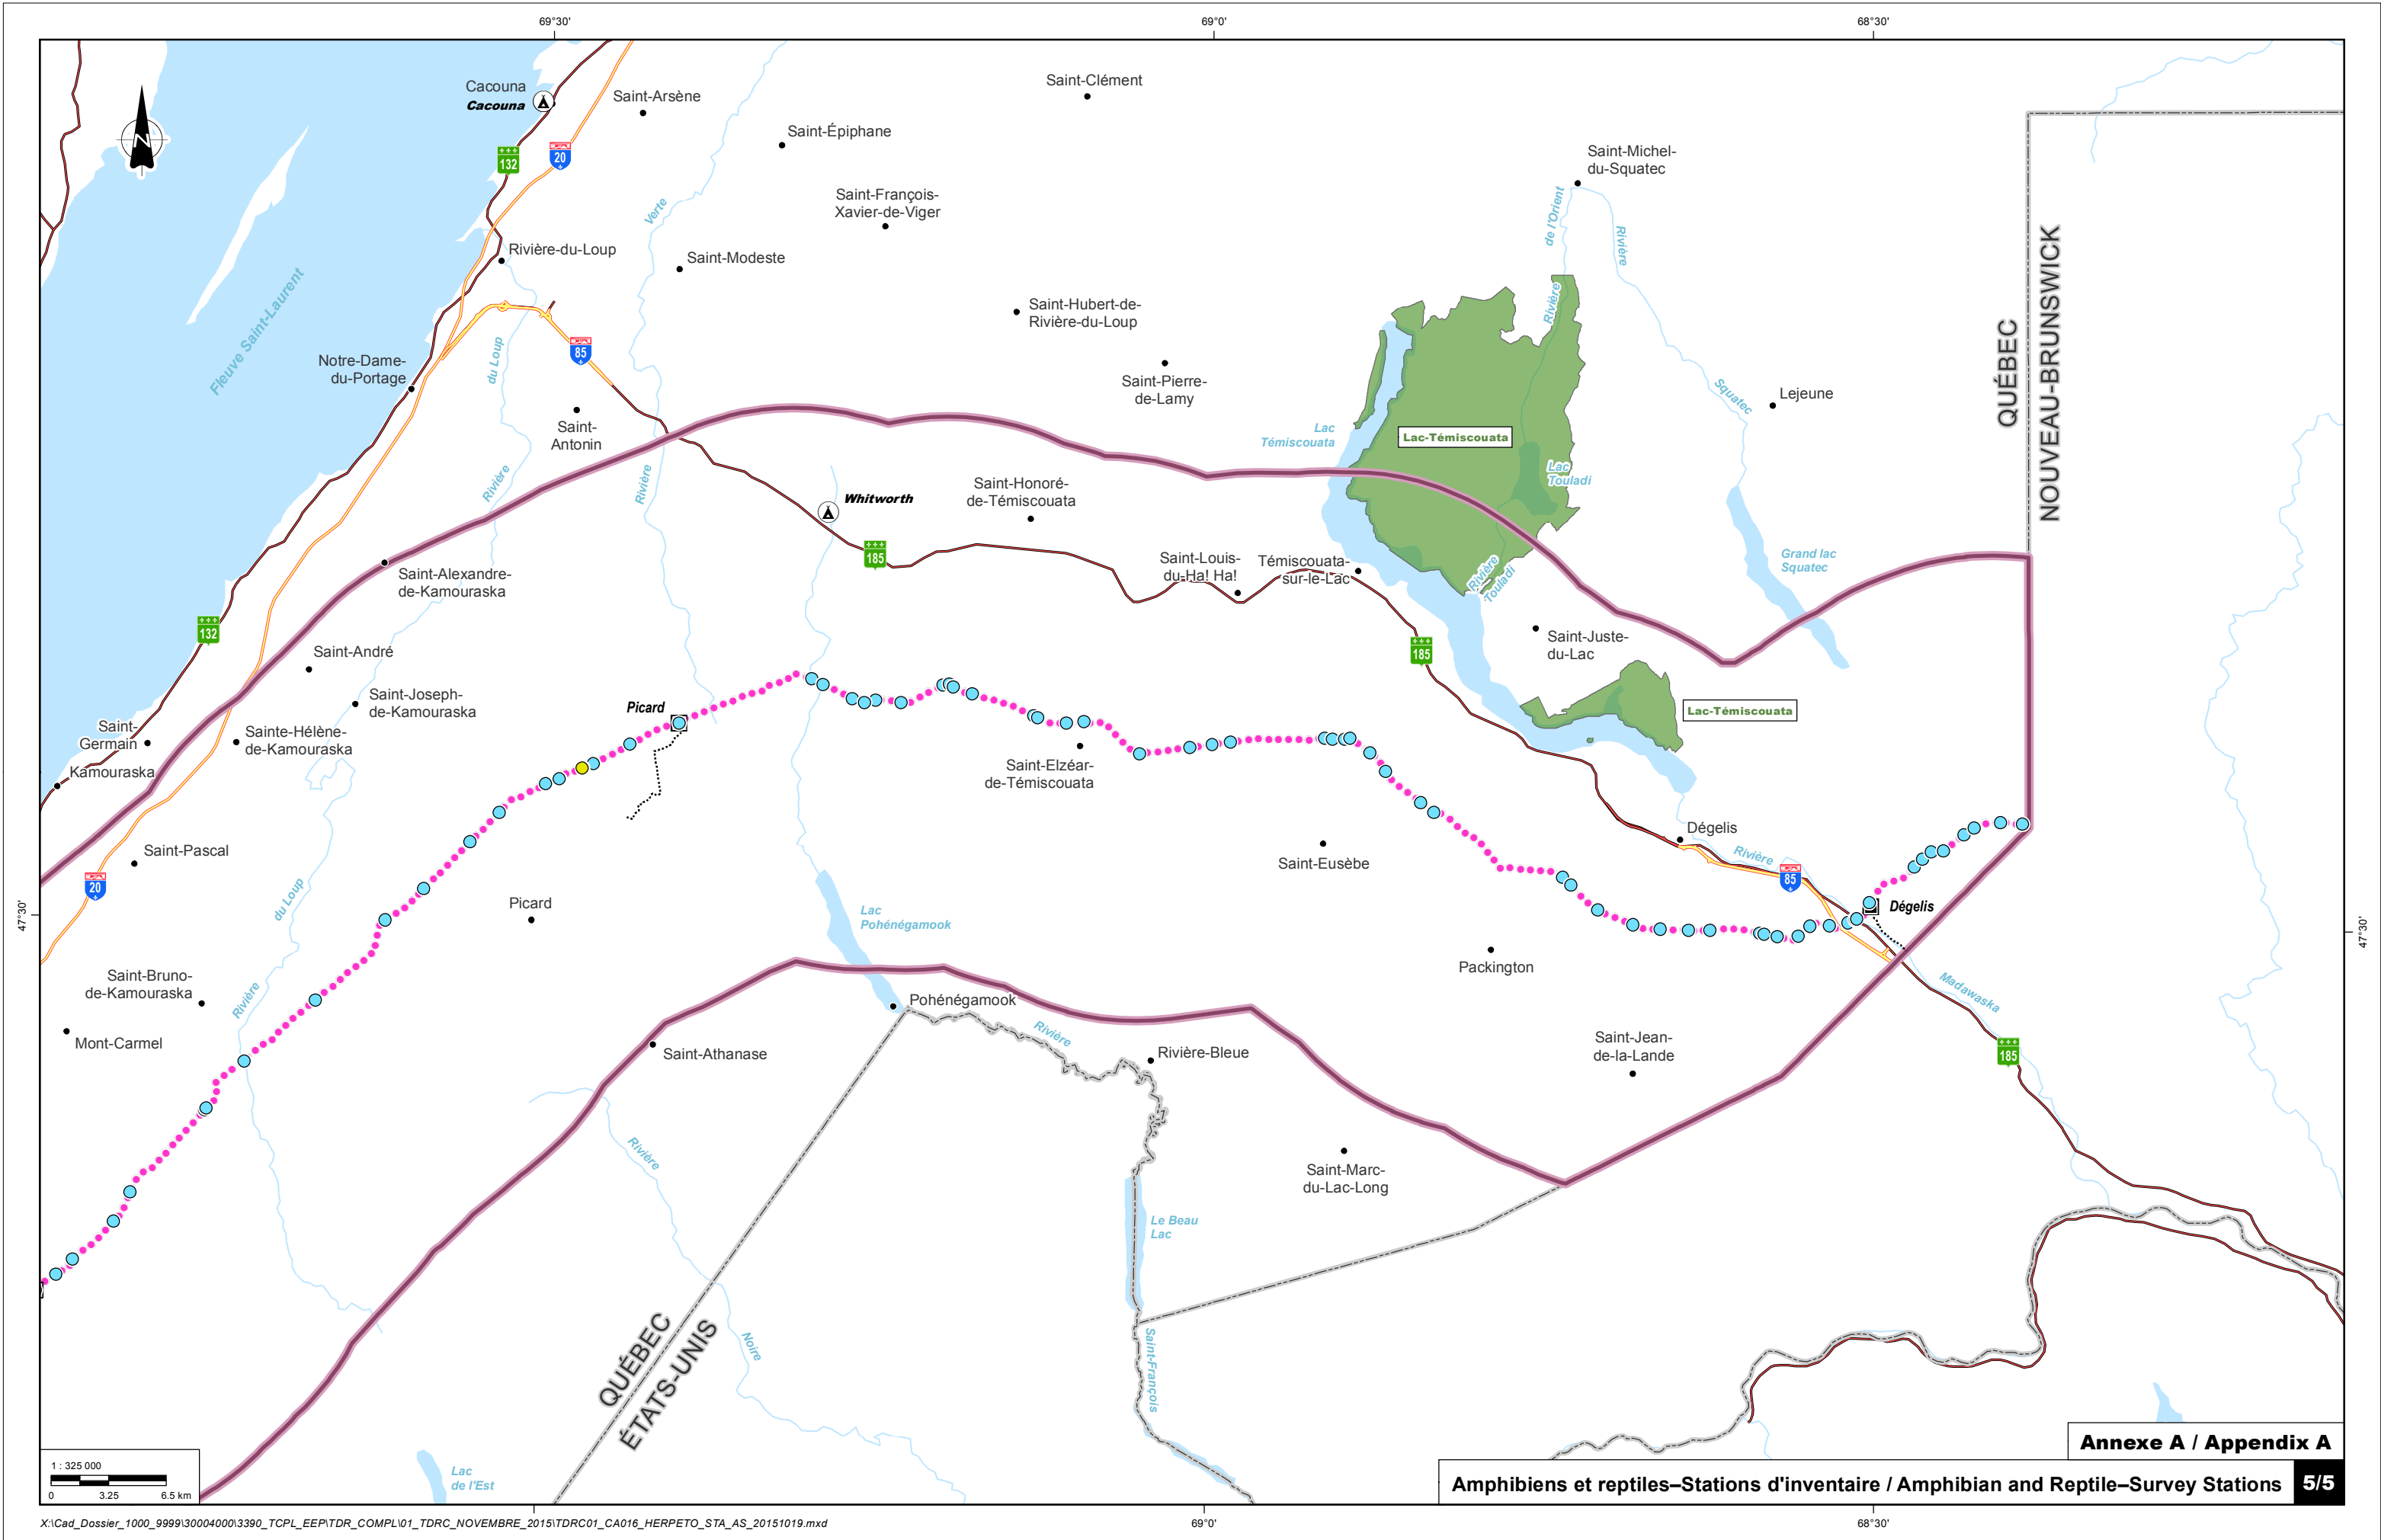 69°30'
69°0'
68°30'
Cacouna
Cacouna
Saint-Arsène
Saint-Clément
N
132
20
Saint-Épiphane
Saint-Michel-
du-Squatec
Saint-François-
Xavier-de-Viger
Verte
de l'Orient
Rivière
Rivière-du-Loup
Saint-Modeste
Fleuve Saint-Laurent
Saint-Hubert-de-
Rivière-du-Loup
Rivière
QUÉBEC
NOUVEAU-BRUNSWICK
85
du Loup
Notre-Dame-
du-Portage
Saint-Pierre-
de-Lamy
Squatec
Lejeune
Saint-
Antonin
Lac
Témiscouata
Lac-Témiscouata
Lac
Touladi
Rivière
Rivière
Whitworth
Saint-Honoré-
de-Témiscouata
185
Saint-Louis-
du-Ha! Ha!
Témiscouata-
sur-le-Lac
Rivière
Touladi
Grand lac
Squatec
Saint-Alexandre-
de-Kamouraska
132
Saint-André
185
Saint-Juste-
du-Lac
Saint-Joseph-
de-Kamouraska
Picard
Lac-Témiscouata
Saint-
Germain
Sainte-Hélène-
de-Kamouraska
Kamouraska
Saint-Elzéar-
de-Témiscouata
Saint-Pascal
20
Dégelis
Rivière
85
Saint-Eusèbe
du Loup
Picard
Lac
Pohénégamook
Dégelis
47°30'
47°30'
Packington
Saint-Bruno-
de-Kamouraska
Rivière
Mont-Carmel
Pohénégamook
Madawaska
Rivière
Saint-Athanase
Rivière-Bleue
Saint-Jean-
de-la-Lande
185
Rivière
Saint-Marc-
du-Lac-Long
Le Beau
Lac
QUÉBEC
ÉTATS-UNIS
Noire
Saint-François
Lac
de l'Est
1 : 325 000
0 3.25 6.5 km
Annexe A / Appendix A
Amphibiens et reptiles–Stations d'inventaire / Amphibian and Reptile–Survey Stations 5/5
X:\Cad_Dossier_1000_9999\30004000\3390_TCPL_EEP\TDR_COMPL\01_TDRC_NOVEMBRE_2015\TDRC01_CA016_HERPETO_STA_AS_20151019.mxd
69°0'
68°30'